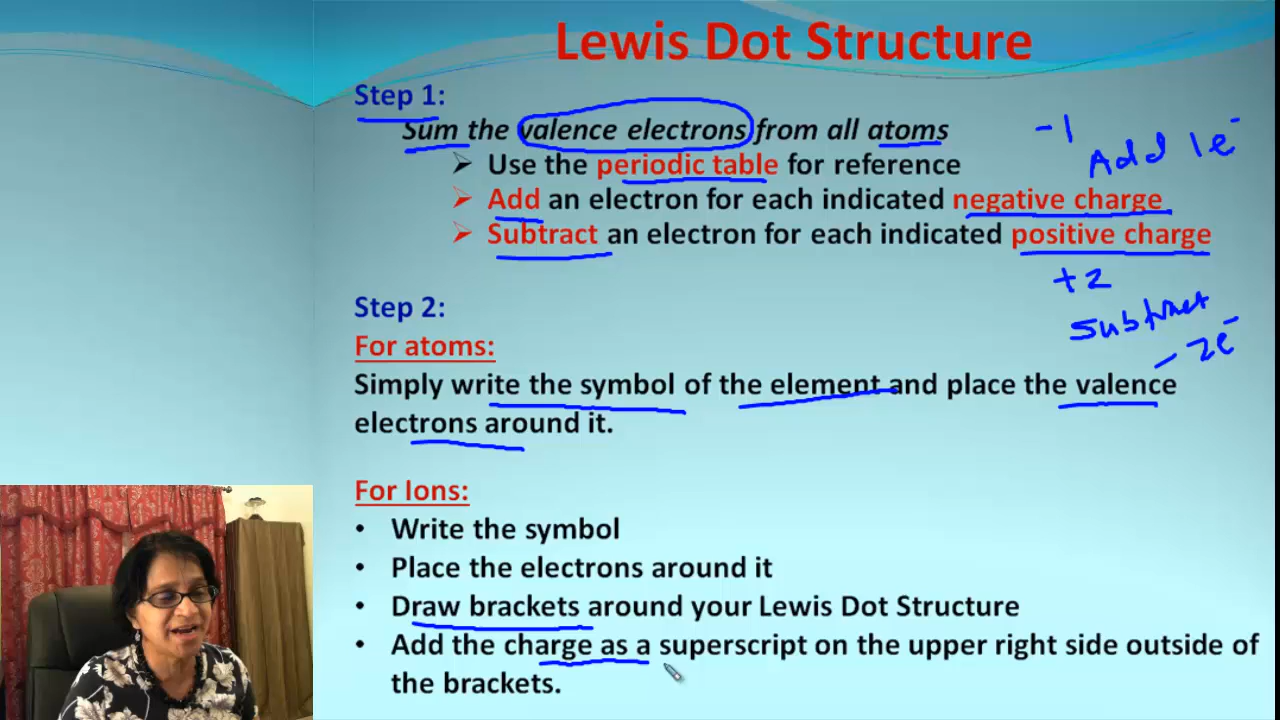 Lewis Dot Structure
Step 1:
Sum the valence electrons from all atoms
Use the periodic table for reference
Add an electron for each indicated negative charge
Subtract an electron for each indicated positive charge
-1
Add 1e-
+2
Subtract
-2e-
Step 2:
For atoms:
Simply write the symbol of the element and place the valence
electrons around it.
For Ions:
• Write the symbol
• Place the electrons around it
• Draw brackets around your Lewis Dot Structure
• Add the charge as a superscript on the upper right side outside of
the brackets.